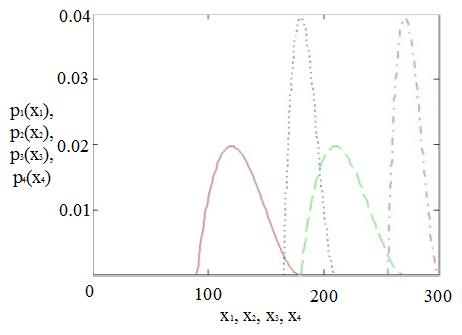 0.04
0.03
p₁(x₁),
p₂(x₂),
0.02
p₃(x₃),
p₄(x₄)
0.01
0 100 200 300
x₁, x₂, x₃, x₄